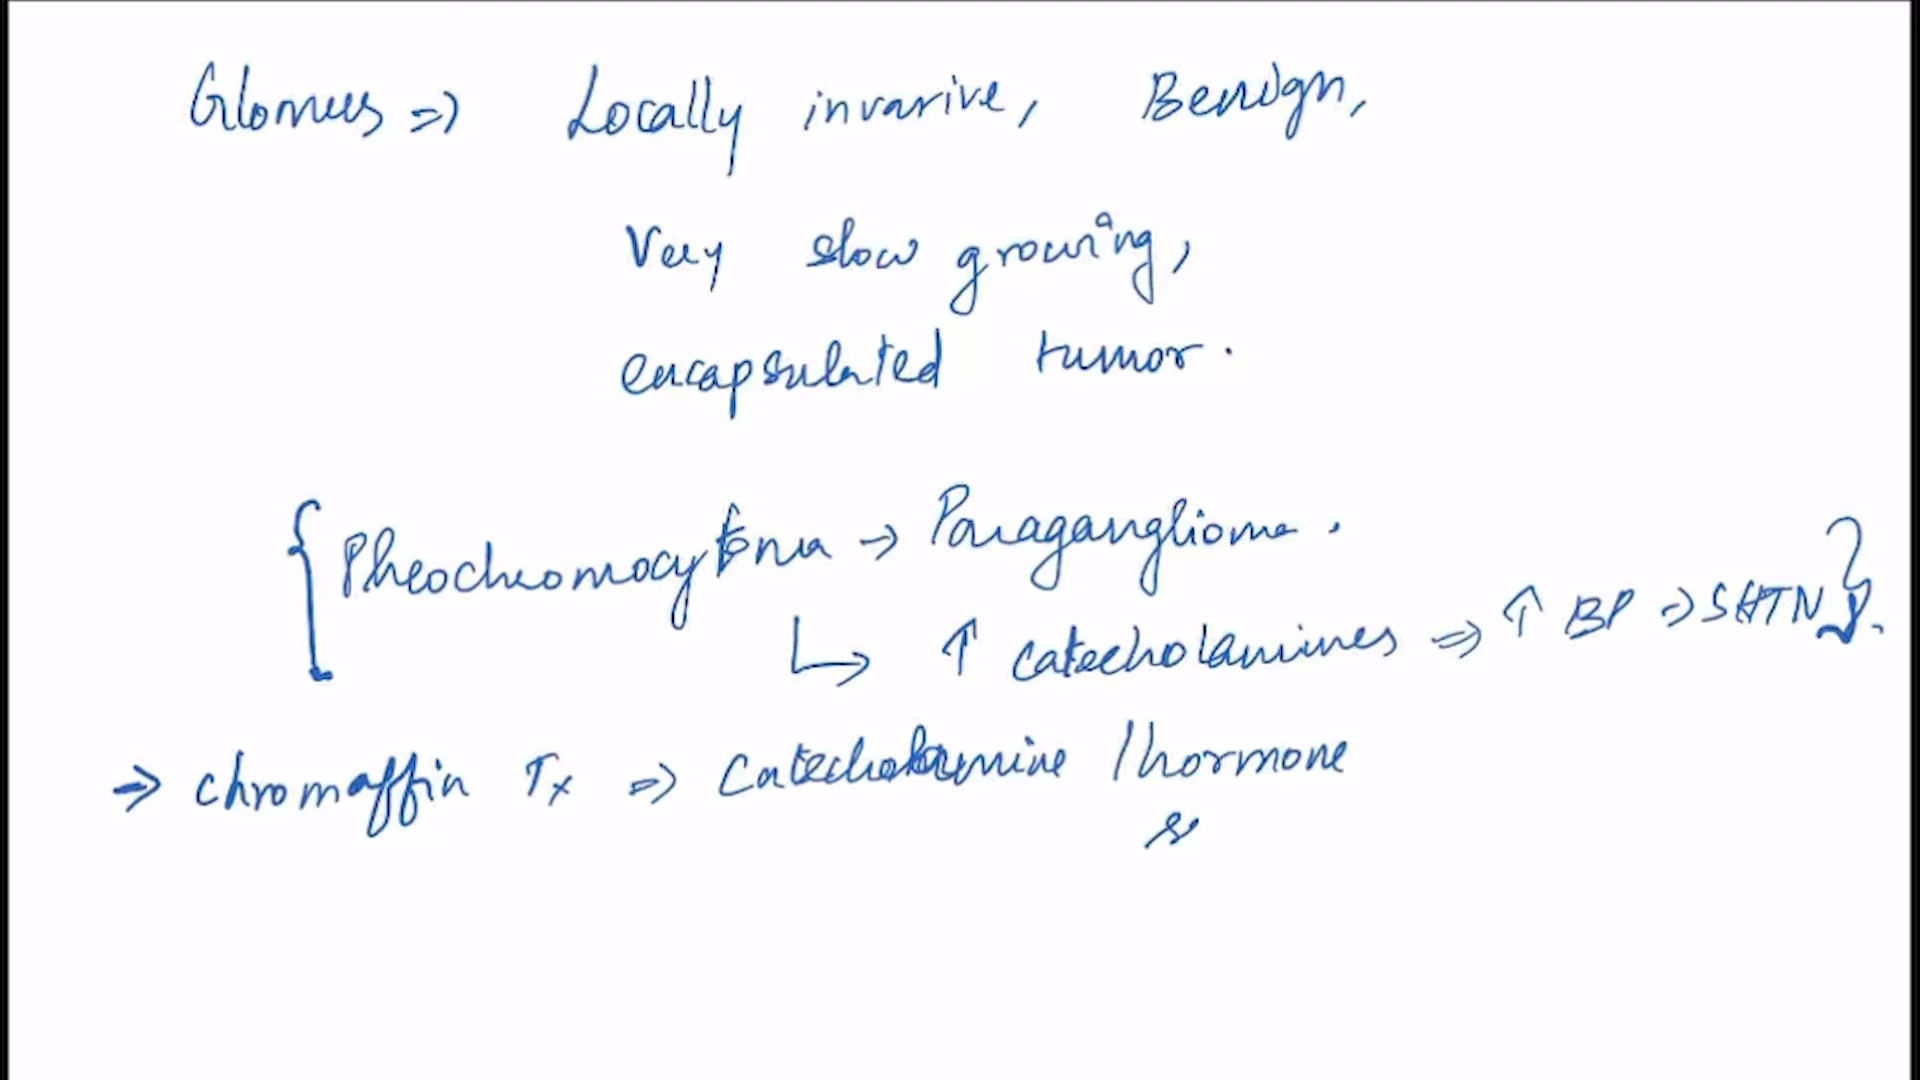 Glomus => Locally invasive, Benign,
Very slow growing,
encapsulated tumor.
{ Pheochromocytoma → Paraganglioma.
↳ ↑ catecholamines => ↑ BP => SHTN }.
=> chromaffin Tx => Catecholamine / hormone